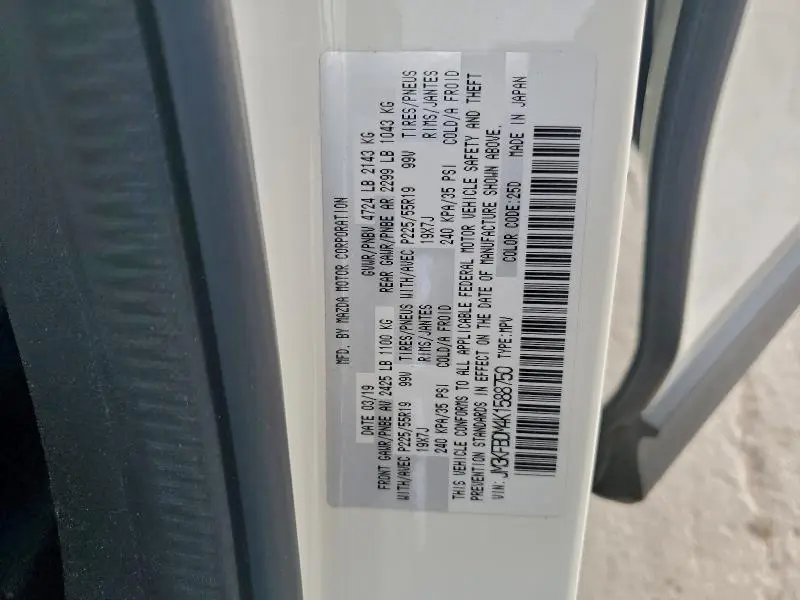 MFD. BY MAZDA MOTOR CORPORATION
DATE 03/19 GVWR/PNBV 4724 LB 2143 KG
FRONT GAWR/PNBE AV 2425 LB 1100 KG REAR GAWR/PNBE AR 2299 LB 1043 KG
WITH/AVEC P225/55R19 99V TIRES/PNEUS WITH/AVEC P225/55R19 99V TIRES/PNEUS
19X7J RIMS/JANTES 19X7J RIMS/JANTES
240 KPA/35 PSI COLD/A FROID 240 KPA/35 PSI COLD/A FROID
THIS VEHICLE CONFORMS TO ALL APPLICABLE FEDERAL MOTOR VEHICLE SAFETY AND THEFT
PREVENTION STANDARDS IN EFFECT ON THE DATE OF MANUFACTURE SHOWN ABOVE.
VIN: JM3KFBDM4K1588750 TYPE:MPV COLOR CODE:25D MADE IN JAPAN